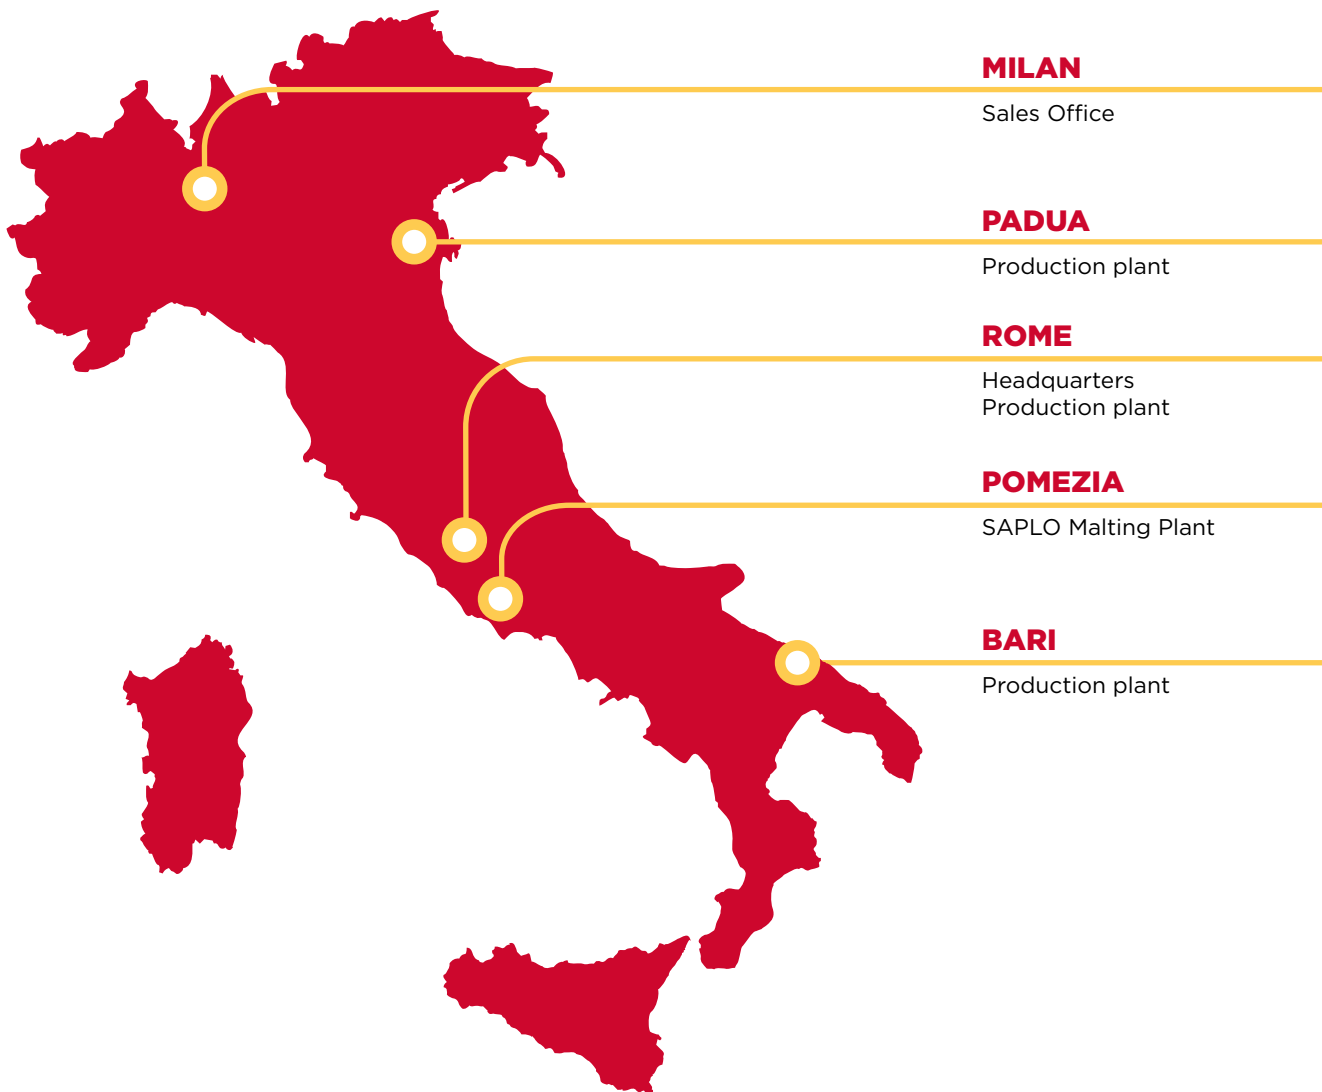 MILAN
Sales Office
PADUA
Production plant
ROME
Headquarters
Production plant
POMEZIA
SAPLO Malting Plant
BARI
Production plant